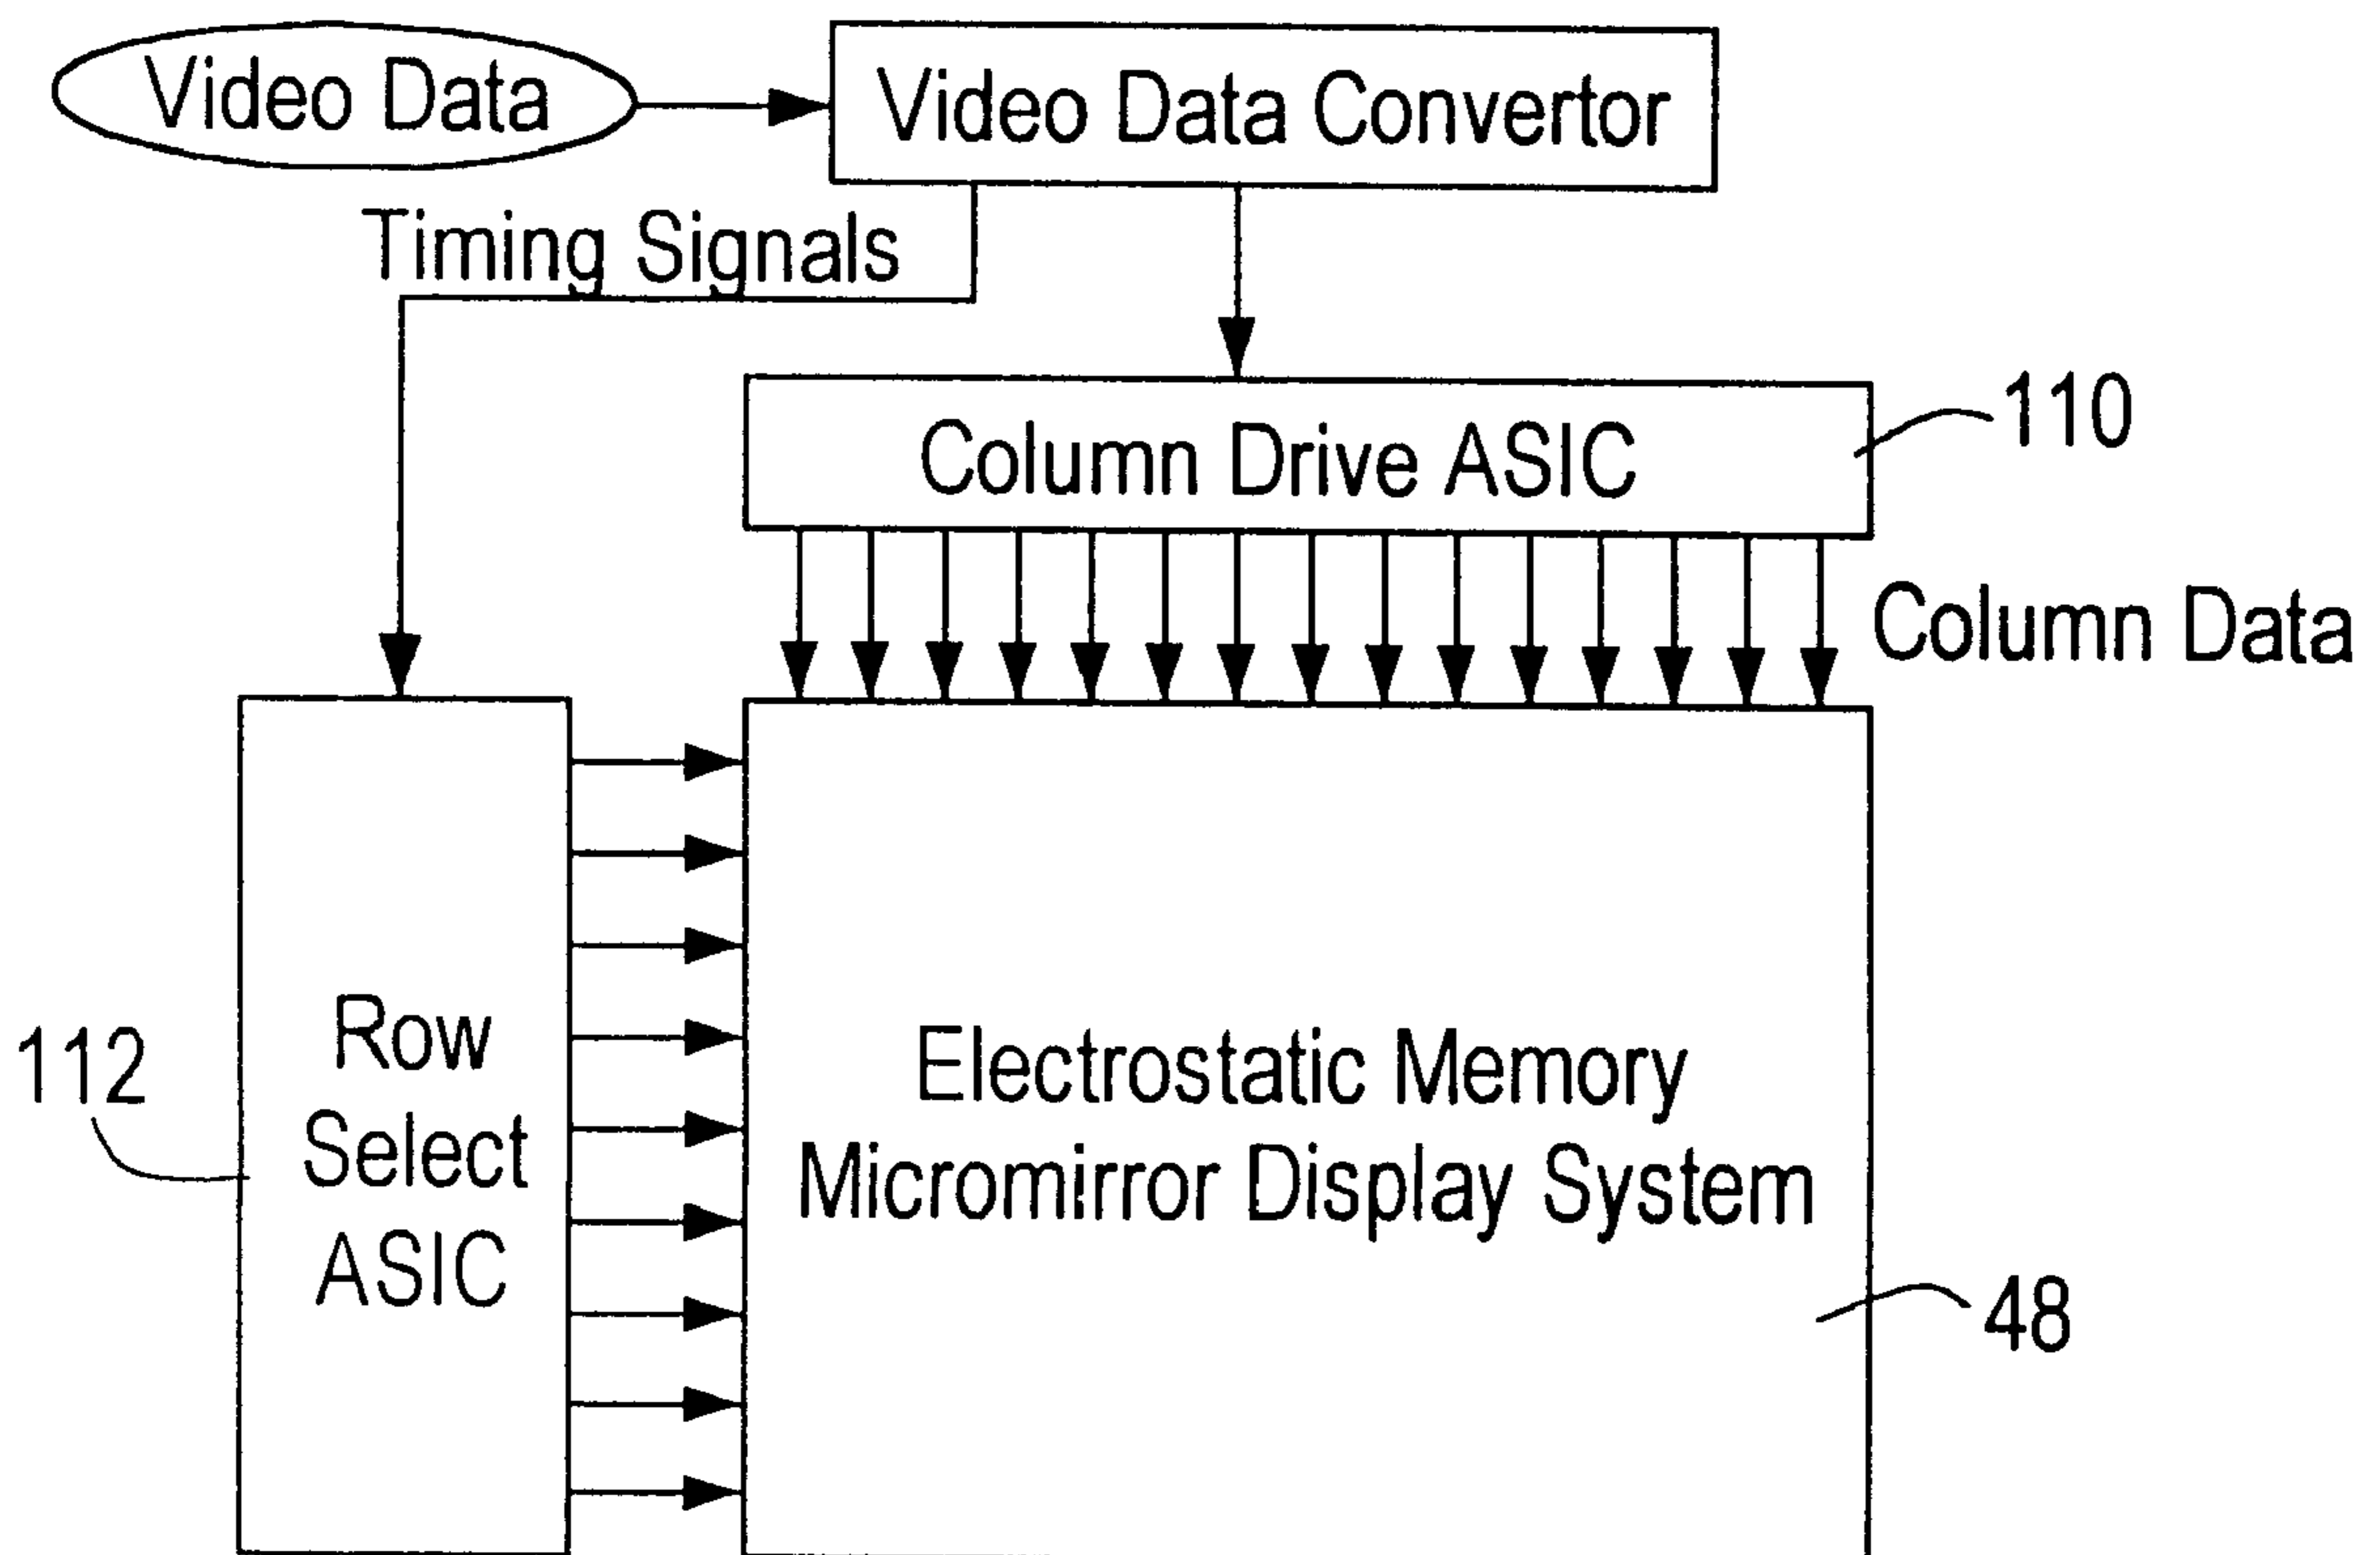 Video Data
Video Data Convertor
Timing Signals
Column Drive ASIC
110
Column Data
Row
Select
ASIC
112
Electrostatic Memory
Micromirror Display System
48